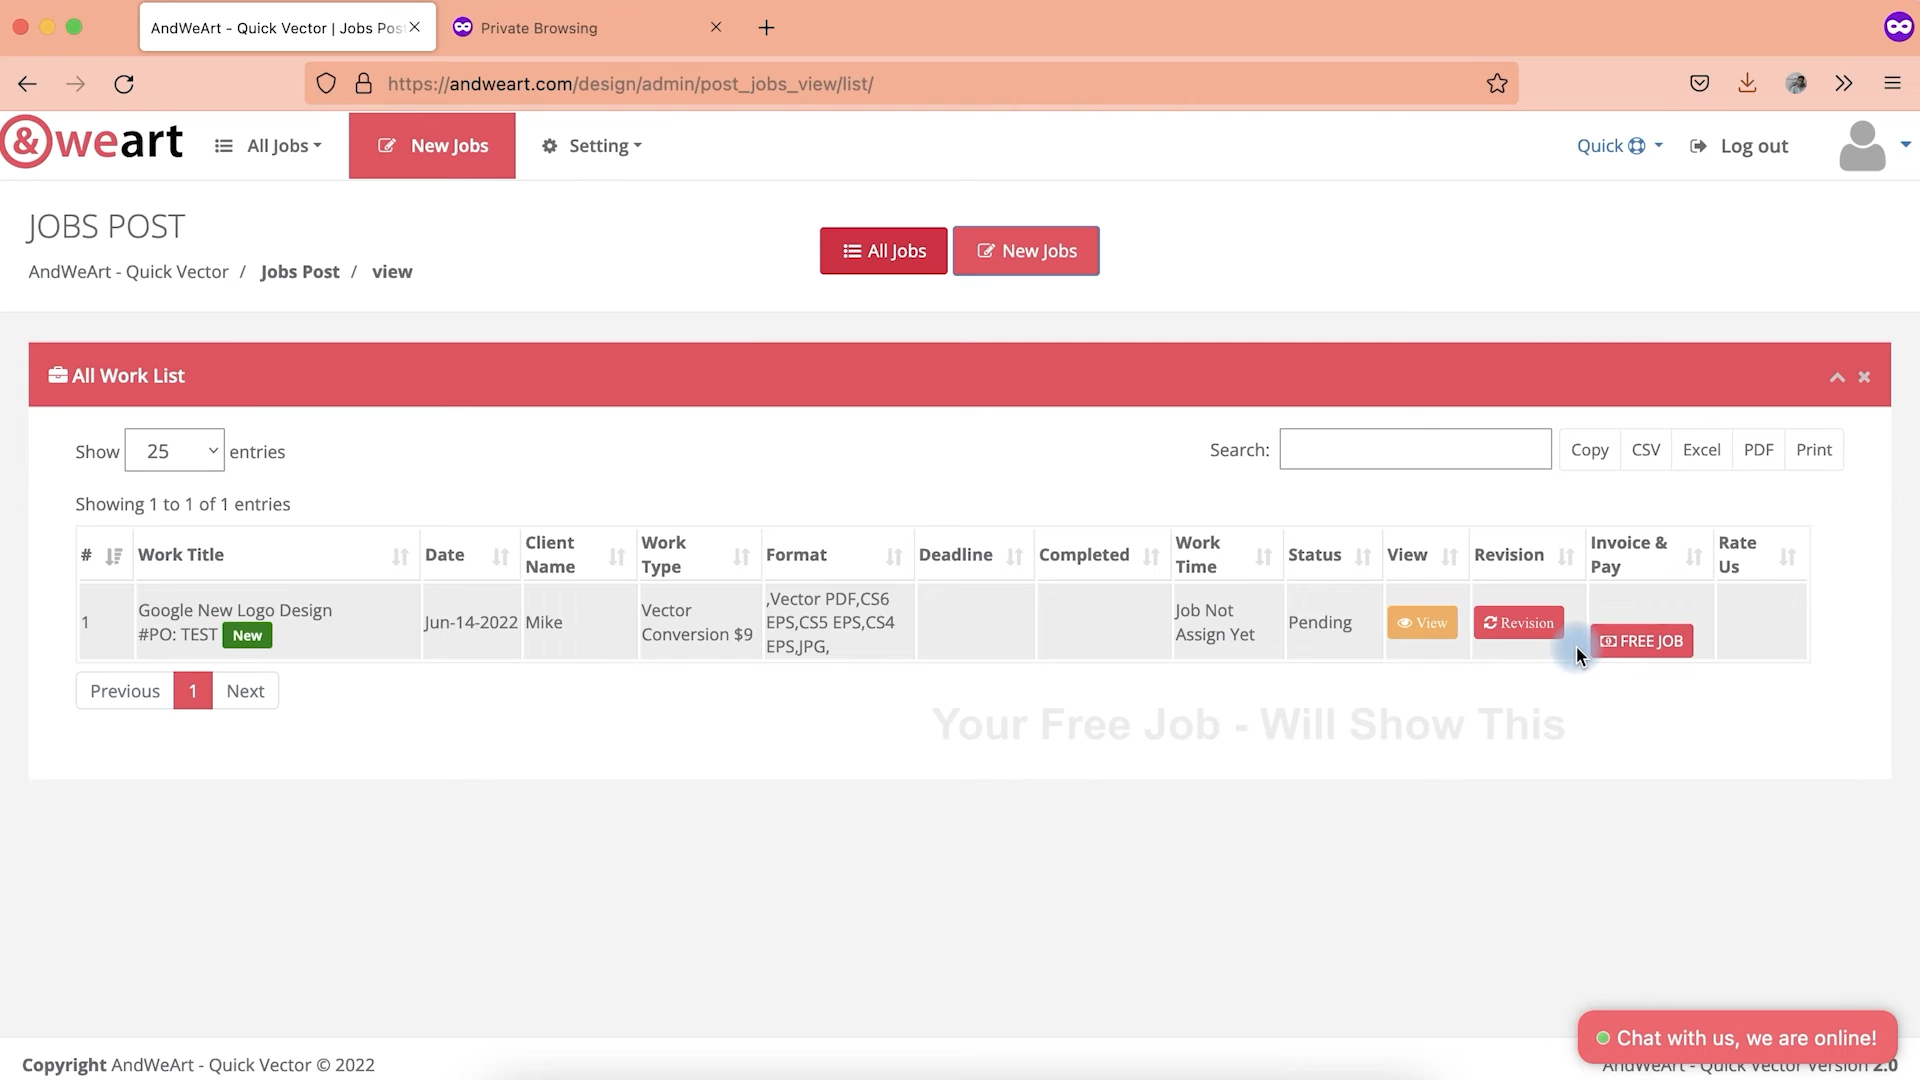 AndWeArt - Quick Vector | Jobs Pos
Private Browsing
https://andweart.com/design/admin/post_jobs_view/list/
&weart
All Jobs
New Jobs
Setting
Quick
Log out
JOBS POST
AndWeArt - Quick Vector / Jobs Post / view
All Jobs
New Jobs
All Work List
Show 25 entries
Search:
Copy CSV Excel PDF Print
Showing 1 to 1 of 1 entries
# Work Title Date Client Name Work Type Format Deadline Completed Work Time Status View Revision Invoice & Pay Rate Us
1
Google New Logo Design
#PO: TEST New
Jun-14-2022
Mike
Vector
Conversion $9
,Vector PDF,CS6
EPS,CS5 EPS,CS4
EPS,JPG,
Job Not
Assign Yet
Pending
View
Revision
FREE JOB
Previous 1 Next
Your Free Job - Will Show This
Chat with us, we are online!
Copyright AndWeArt - Quick Vector © 2022
AndWeArt - Quick Vector Version 2.0